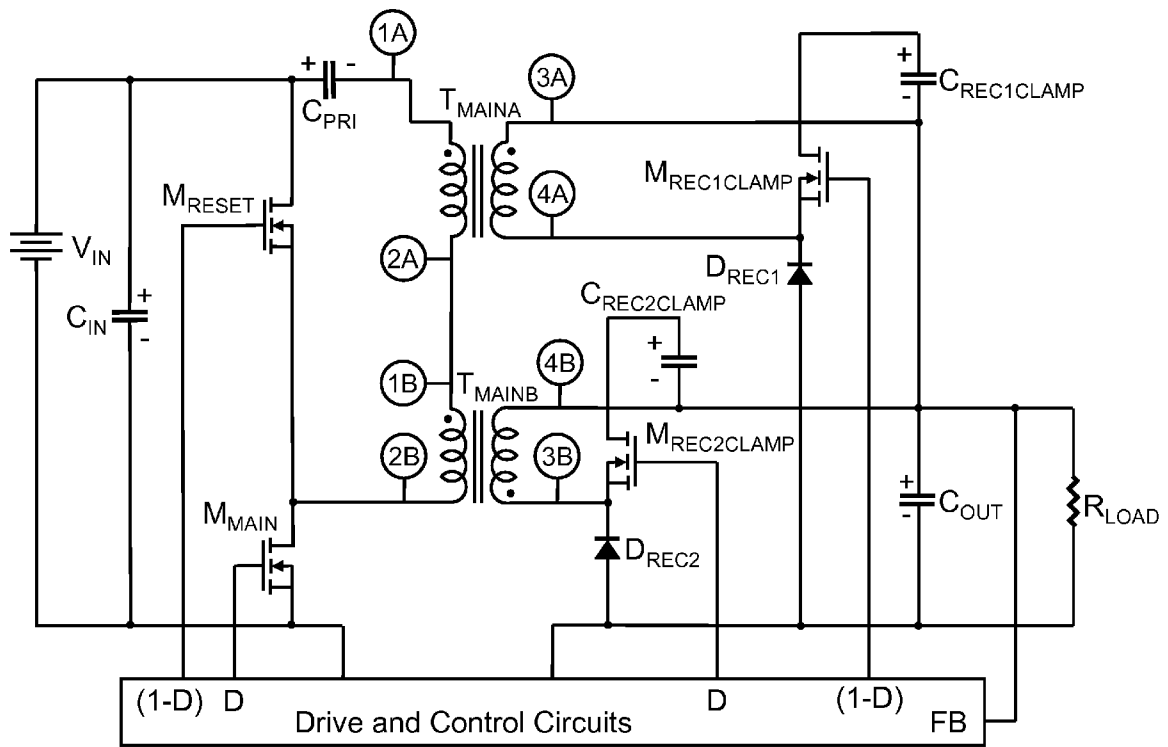 1A
+ -
C_PRI
T_MAINA
3A
+
-
C_REC1CLAMP
M_REC1CLAMP
M_RESET
4A
V_IN
2A
D_REC1
C_IN
+
-
C_REC2CLAMP
+
-
1B
T_MAINB
4B
M_REC2CLAMP
2B
3B
+
-
C_OUT
R_LOAD
M_MAIN
D_REC2
(1-D) D D (1-D)
Drive and Control Circuits FB